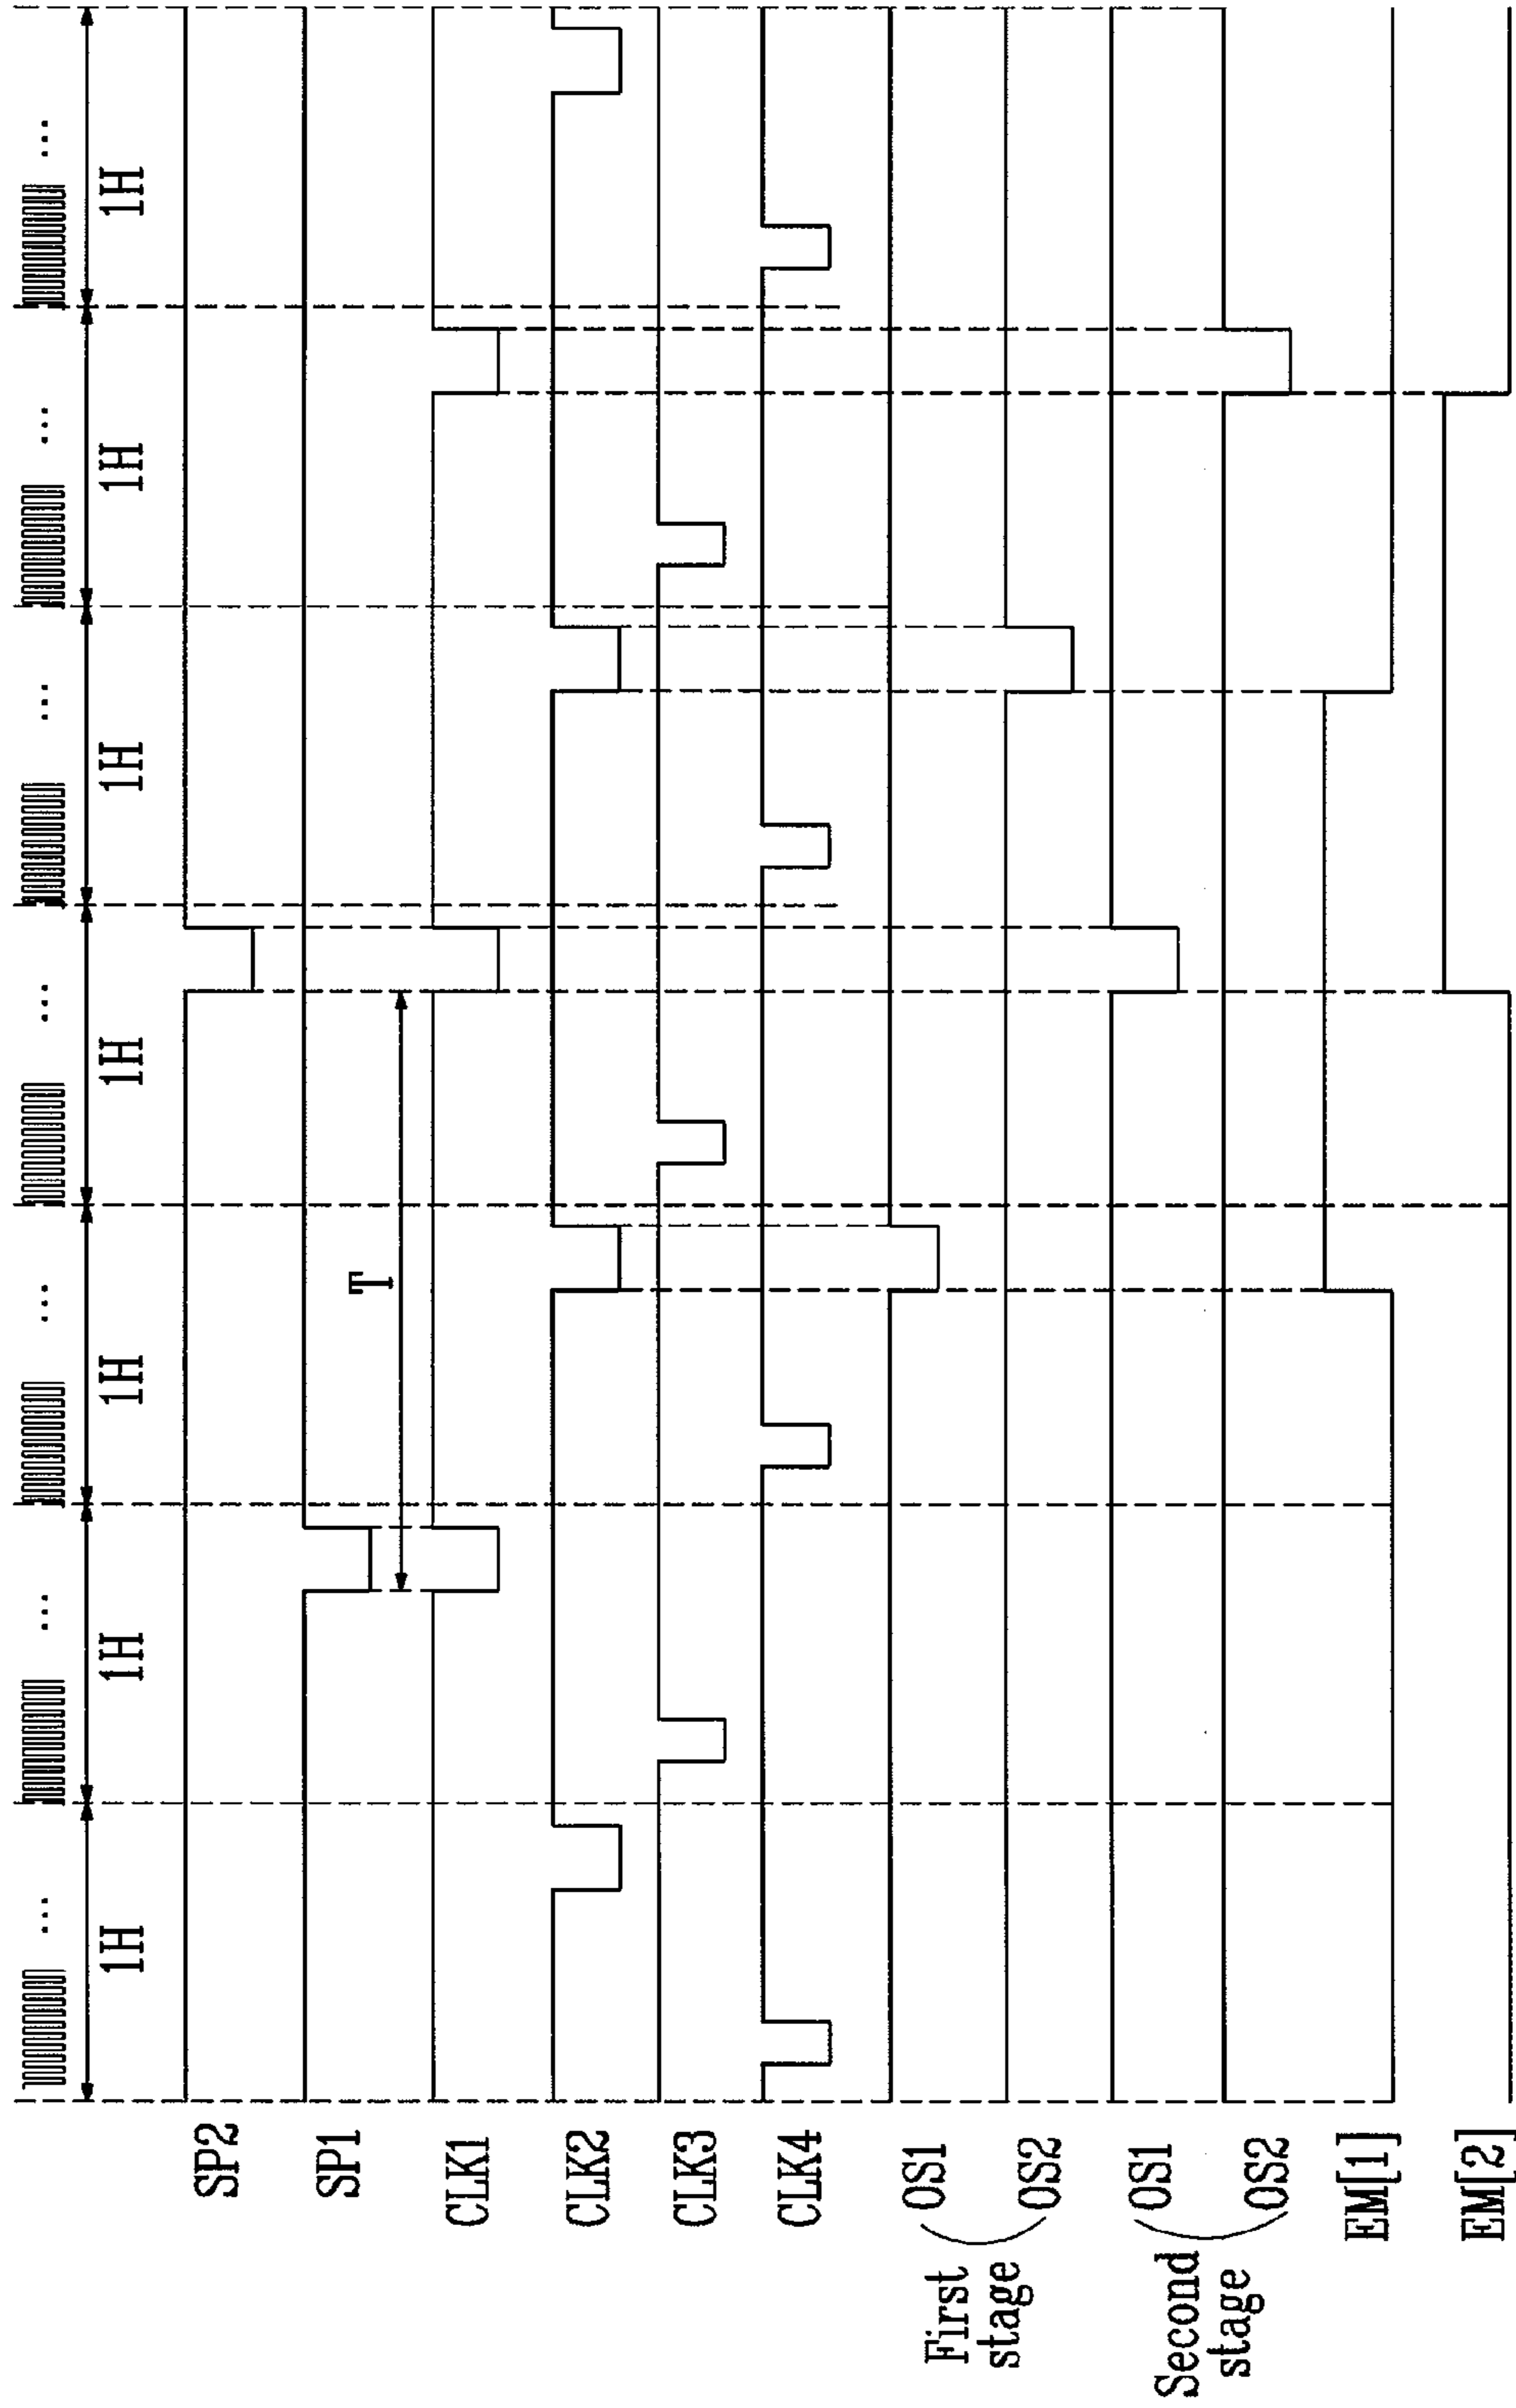 1H 1H 1H 1H 1H 1H 1H
... ... ... ... ... ... ...
SP2
SP1
T
CLK1
CLK2
CLK3
CLK4
First
stage
OS1
OS2
Second
stage
OS1
OS2
EM[1]
EM[2]